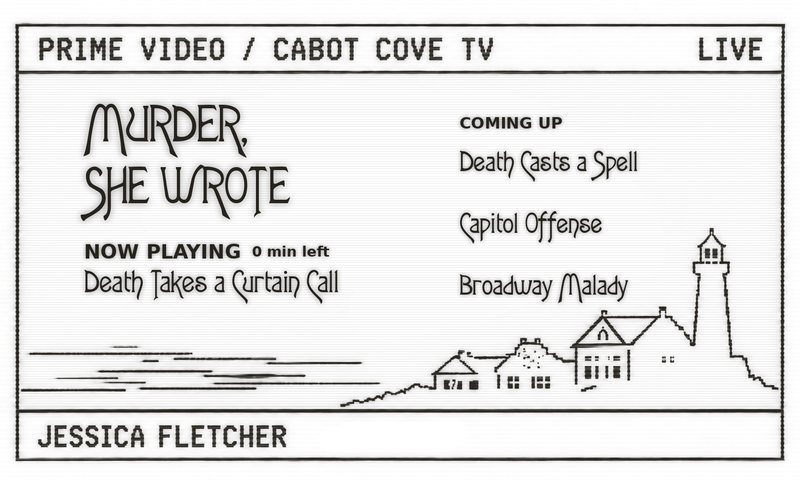 PRIME VIDEO / CABOT COVE TV
LIVE
MURDER,
SHE WROTE
NOW PLAYING 0 min left
Death Takes a Curtain Call
COMING UP
Death Casts a Spell
Capitol Offense
Broadway Malady
JESSICA FLETCHER